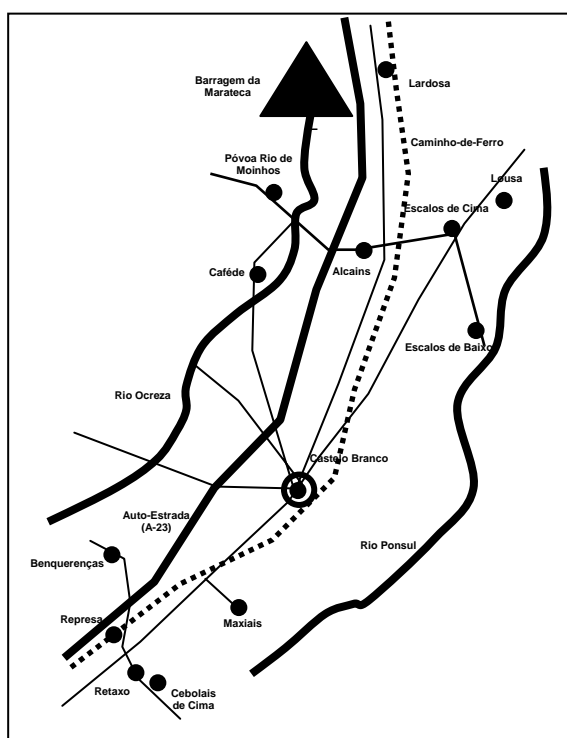 Barragem da
Marateca
Lardosa
Caminho-de-Ferro
Póvoa Rio de
Moinhos
Lousa
Escalos de Cima
Caféde
Alcains
Escalos de Baixo
Rio Ocreza
Castelo Branco
Auto-Estrada
(A-23)
Rio Ponsul
Benquerenças
Represa
Maxiais
Retaxo
Cebolais
de Cima